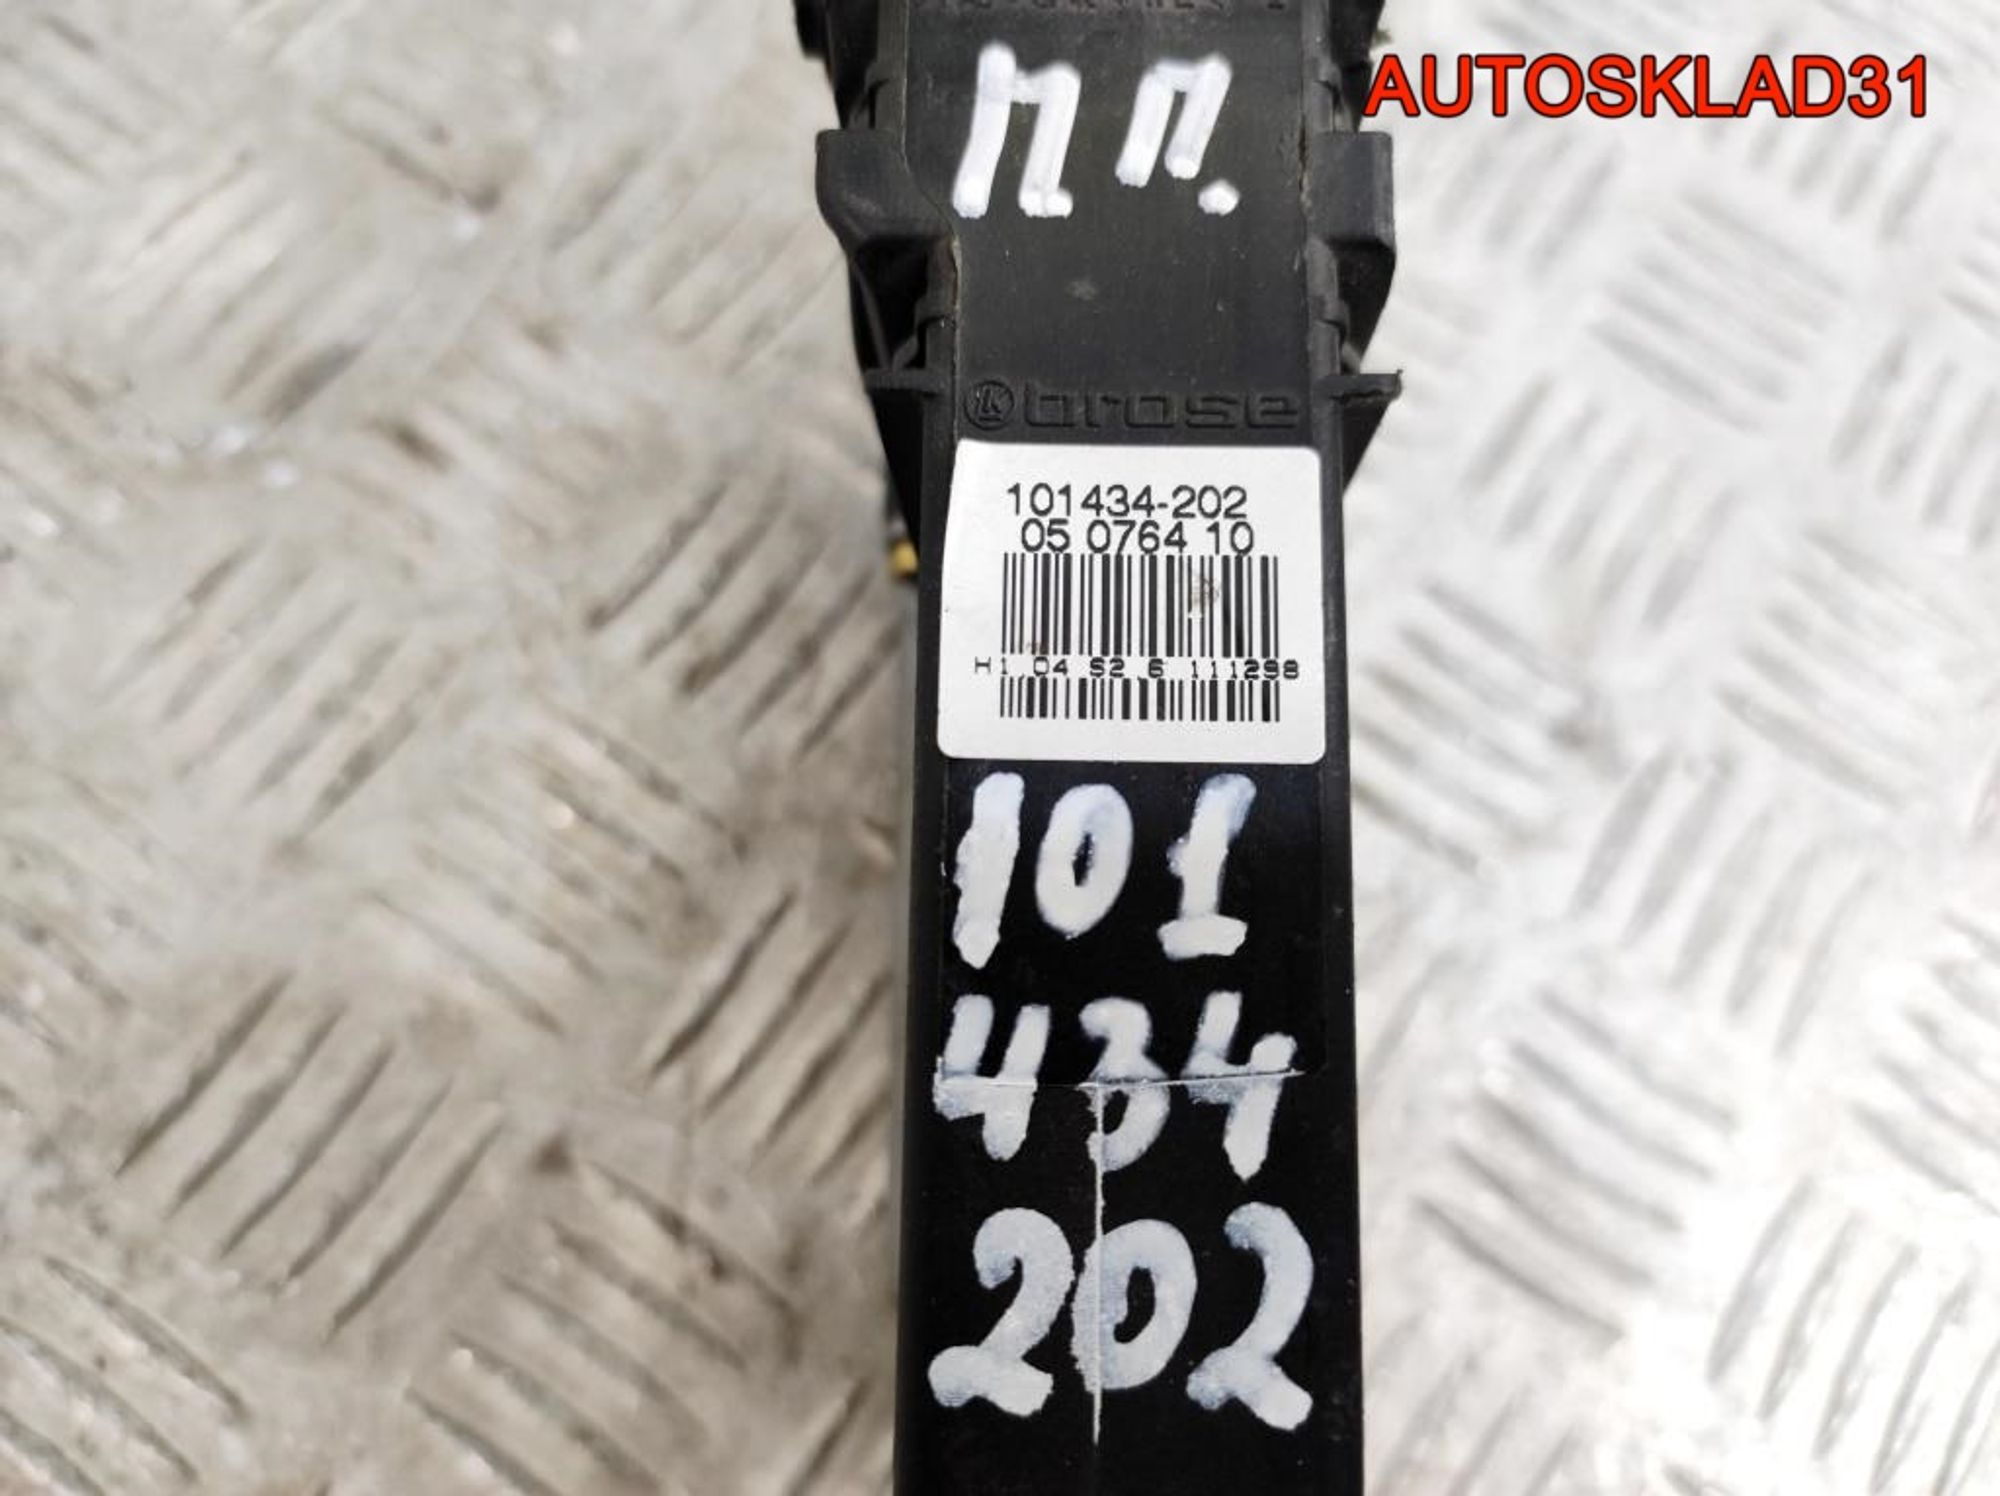 AUTOSKLAD31
П П.
brose
101434-202
05 0764 10
H1.04 S2.6 111298
101
434
202